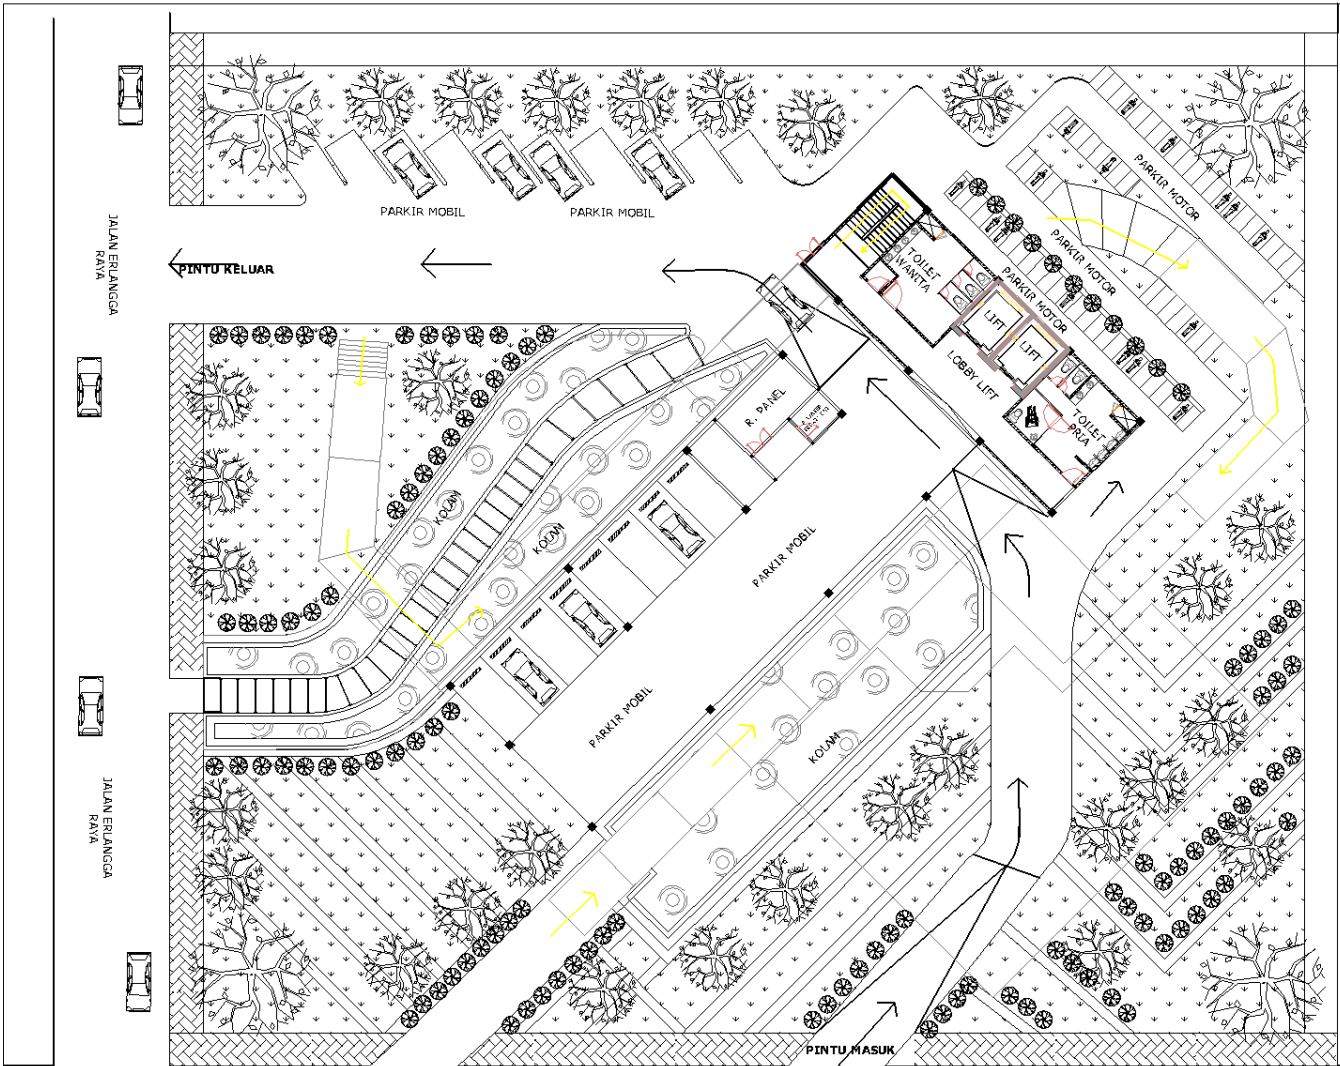 PARKIR MOBIL
PARKIR MOBIL
PARKIR MOTOR
PARKIR MOTOR
PARKIR MOTOR
JALAN ERLANGGA
RAYA
PINTU KELUAR
TOILET
WANITA
LIFT
LIFT
LOBBY LIFT
TOILET
PRIA
R. PANEL
KOLAM
KOLAM
PARKIR MOBIL
PARKIR MOBIL
KOLAM
JALAN ERLANGGA
RAYA
PINTU MASUK